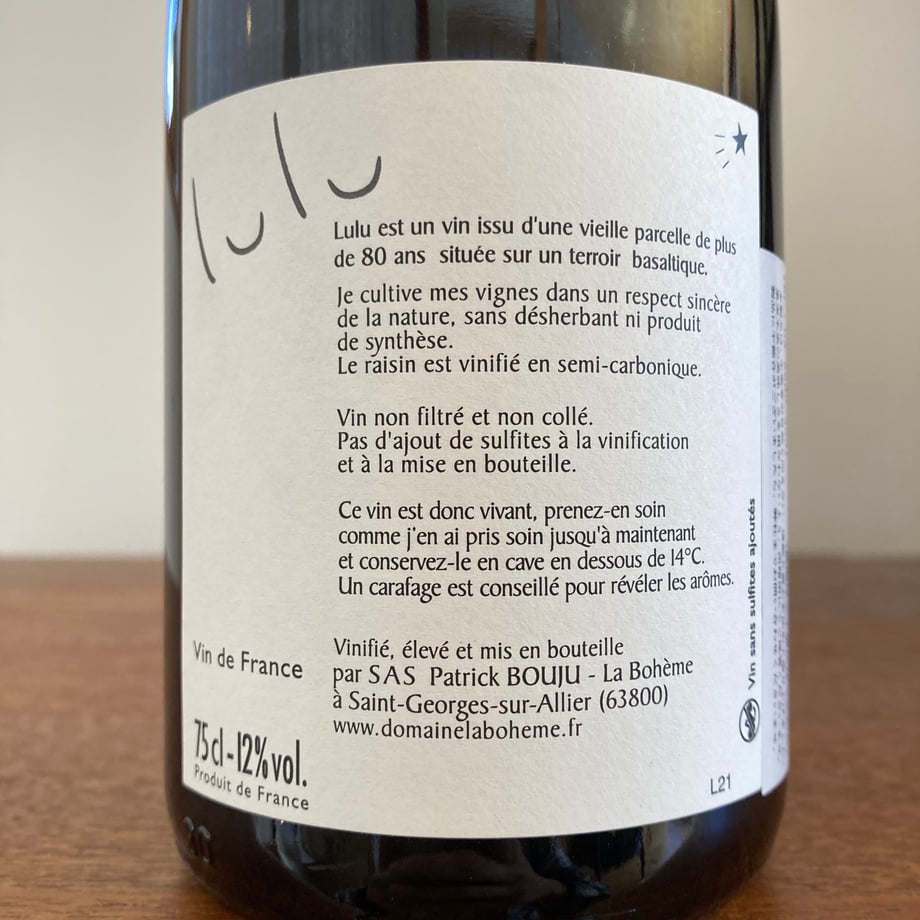 lulu
Lulu est un vin issu d'une vieille parcelle de plus
de 80 ans située sur un terroir basaltique.
Je cultive mes vignes dans un respect sincère
de la nature, sans désherbant ni produit
de synthèse.
Le raisin est vinifié en semi-carbonique.
Vin non filtré et non collé.
Pas d'ajout de sulfites à la vinification
et à la mise en bouteille.
Ce vin est donc vivant, prenez-en soin
comme j'en ai pris soin jusqu'à maintenant
et conservez-le en cave en dessous de 14°C.
Un carafage est conseillé pour révéler les arômes.
Vinifié, élevé et mis en bouteille
par SAS Patrick BOUJU - La Bohème
à Saint-Georges-sur-Allier (63800)
www.domainelaboheme.fr
Vin de France
75cl-12%vol.
Produit de France
Vin sans sulfites ajoutés
L21